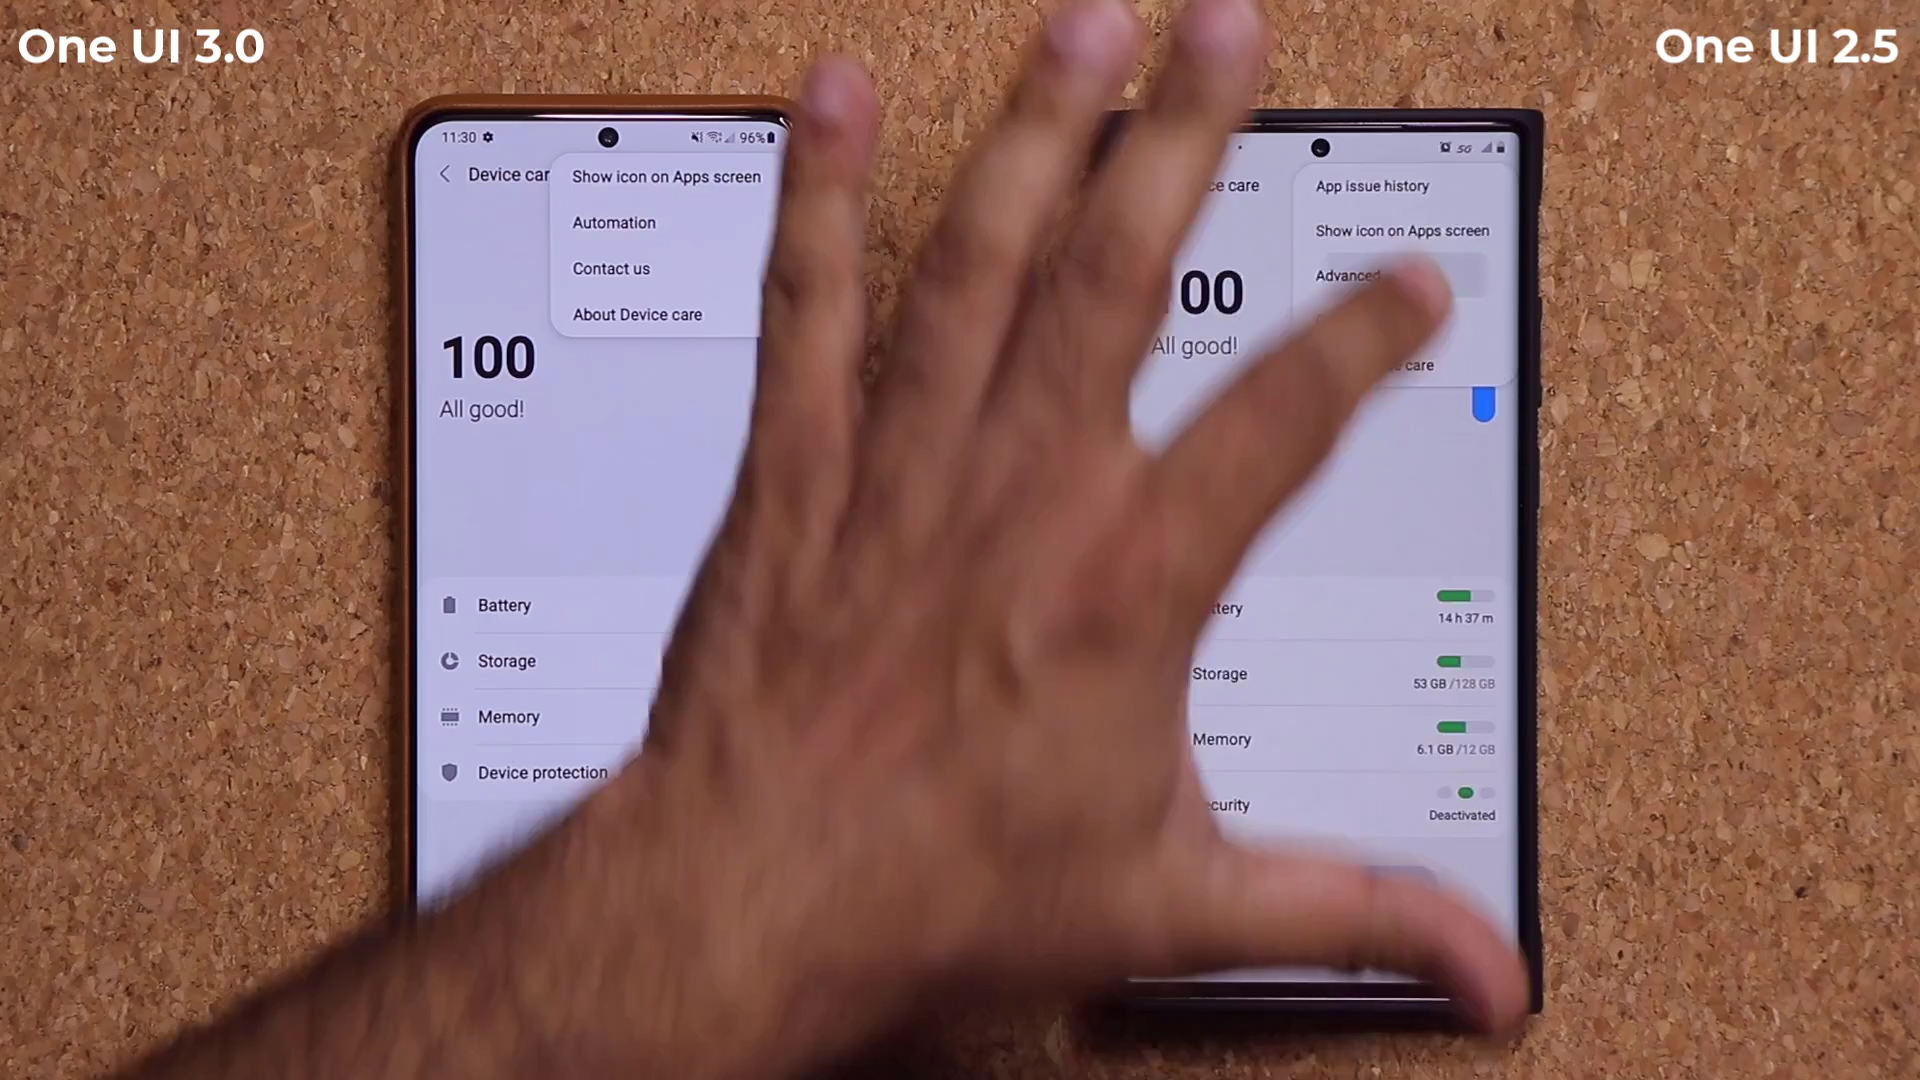 One UI 3.0
One UI 2.5
11:30
96%
Device car
Show icon on Apps screen
Automation
Contact us
About Device care
100
All good!
Battery
Storage
Memory
Device protection
5G
ce care
App issue history
Show icon on Apps screen
Advanced
care
00
All good!
ttery
14 h 37 m
Storage
53 GB /128 GB
Memory
6.1 GB /12 GB
curity
Deactivated